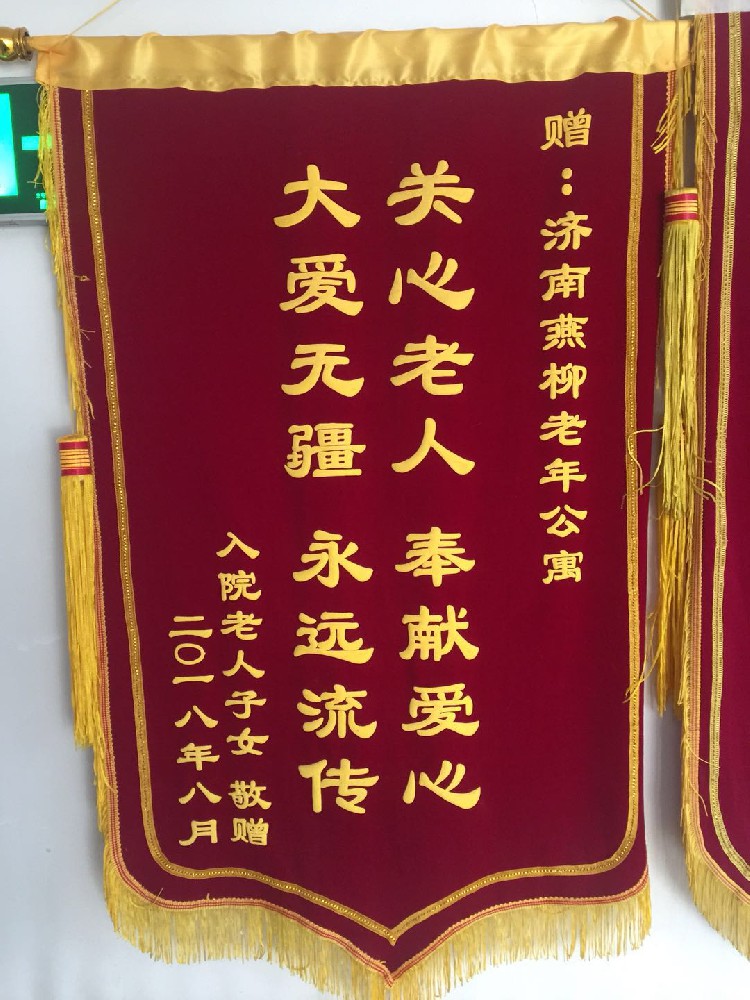 赠：济南燕柳老年公寓
关心老人 奉献爱心
大爱无疆 永远流传
入院老人子女 敬赠
二〇一八年八月